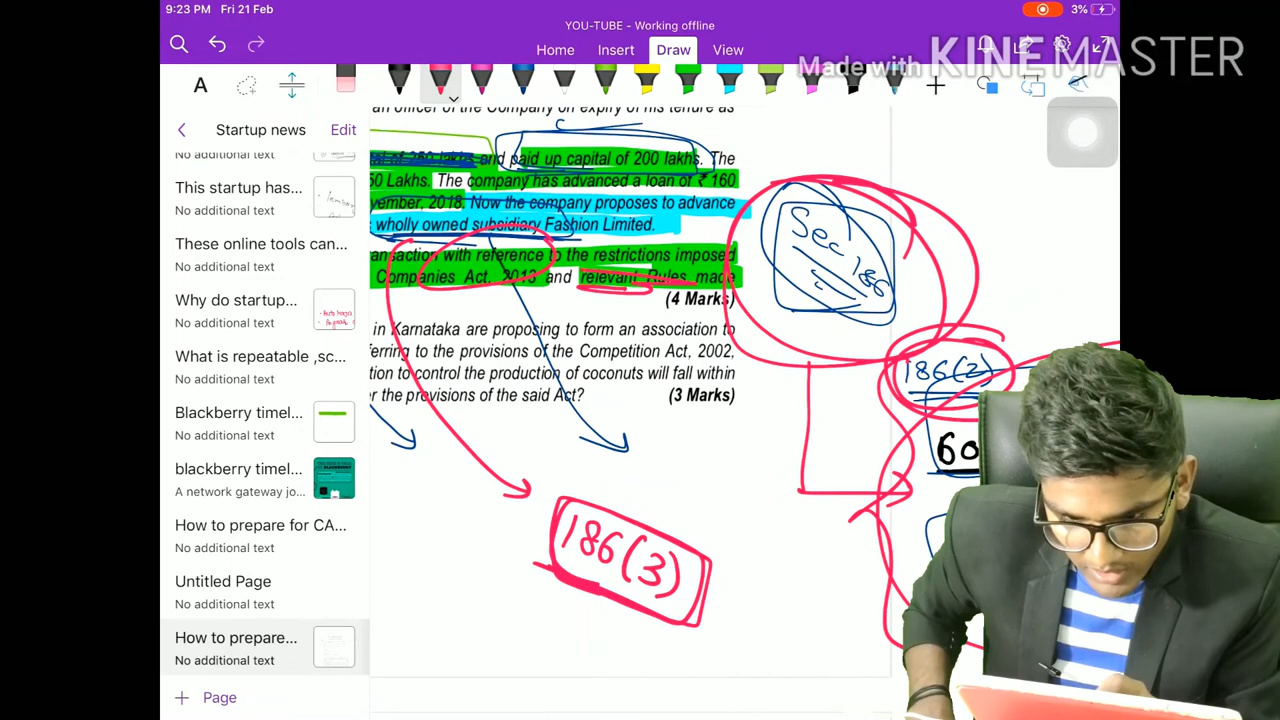 9:23 PM Fri 21 Feb
3%
YOU-TUBE - Working offline
Home Insert Draw View
Made with KINEMASTER
A
Startup news Edit
No additional text
This startup has...
No additional text
These online tools can...
No additional text
Why do startup...
No additional text
What is repeatable ,sc...
No additional text
Blackberry timel...
No additional text
blackberry timel...
A network gateway jo...
How to prepare for CA...
No additional text
Untitled Page
No additional text
How to prepare...
No additional text
+ Page
an officer of the Company on expiry of his tenure as
and paid up capital of 200 lakhs. The
50 Lakhs. The company has advanced a loan of ₹ 160
vember, 2018. Now the company proposes to advance
wholly owned subsidiary Fashion Limited.
ansaction with reference to the restrictions imposed
Companies Act, 2013 and relevant Rules made
(4 Marks)
in Karnataka are proposing to form an association to
ferring to the provisions of the Competition Act, 2002,
tion to control the production of coconuts will fall within
er the provisions of the said Act? (3 Marks)
Sec 186
186(2)
60
186(3)